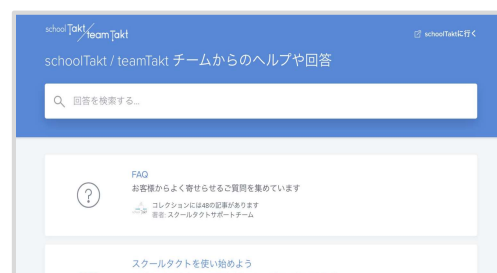 schoolTakt/teamTakt
schoolTaktに行く
schoolTakt / teamTakt チームからのヘルプや回答
回答を検索する...
FAQ
お客様からよく寄せらせるご質問を集めています
コレクションには48の記事があります
著者: スクールタクトサポートチーム
スクールタクトを使い始めよう